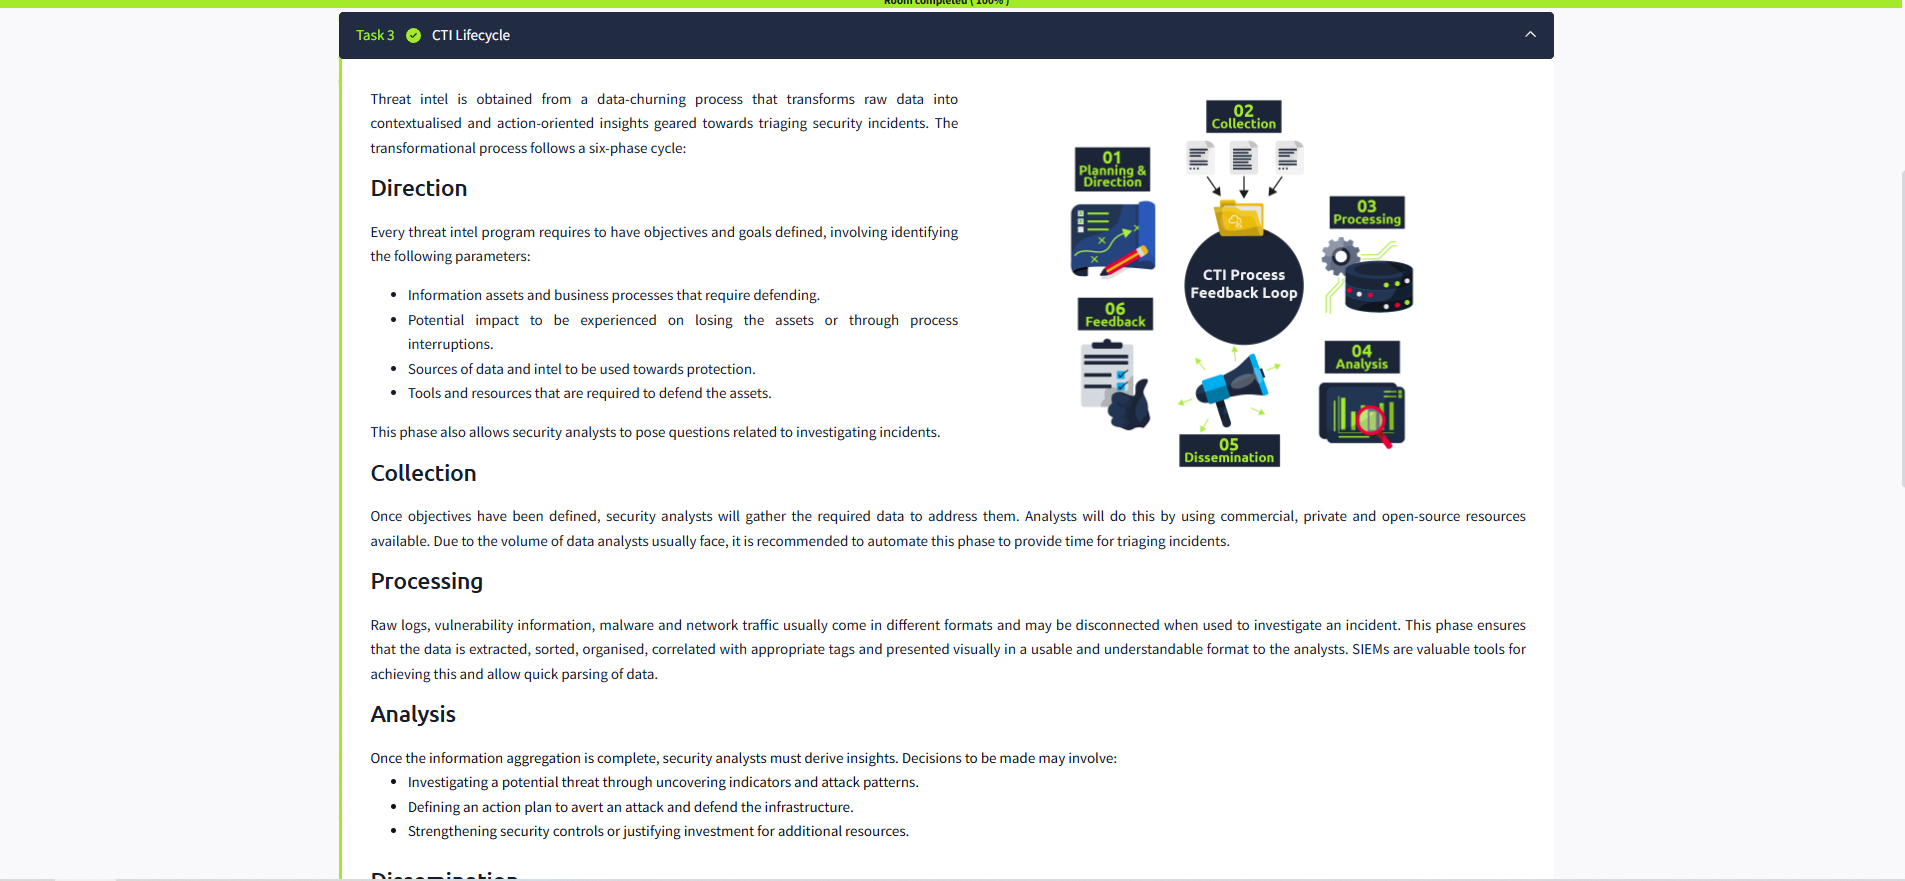 Room completed ( 100% )
Task 3 CTI Lifecycle
Threat intel is obtained from a data-churning process that transforms raw data into
contextualised and action-oriented insights geared towards triaging security incidents. The
transformational process follows a six-phase cycle:
Direction
Every threat intel program requires to have objectives and goals defined, involving identifying
the following parameters:
• Information assets and business processes that require defending.
• Potential impact to be experienced on losing the assets or through process
interruptions.
• Sources of data and intel to be used towards protection.
• Tools and resources that are required to defend the assets.
This phase also allows security analysts to pose questions related to investigating incidents.
01
Planning &
Direction
02
Collection
03
Processing
CTI Process
Feedback Loop
04
Analysis
05
Dissemination
06
Feedback
Collection
Once objectives have been defined, security analysts will gather the required data to address them. Analysts will do this by using commercial, private and open-source resources
available. Due to the volume of data analysts usually face, it is recommended to automate this phase to provide time for triaging incidents.
Processing
Raw logs, vulnerability information, malware and network traffic usually come in different formats and may be disconnected when used to investigate an incident. This phase ensures
that the data is extracted, sorted, organised, correlated with appropriate tags and presented visually in a usable and understandable format to the analysts. SIEMs are valuable tools for
achieving this and allow quick parsing of data.
Analysis
Once the information aggregation is complete, security analysts must derive insights. Decisions to be made may involve:
• Investigating a potential threat through uncovering indicators and attack patterns.
• Defining an action plan to avert an attack and defend the infrastructure.
• Strengthening security controls or justifying investment for additional resources.
Dissemination